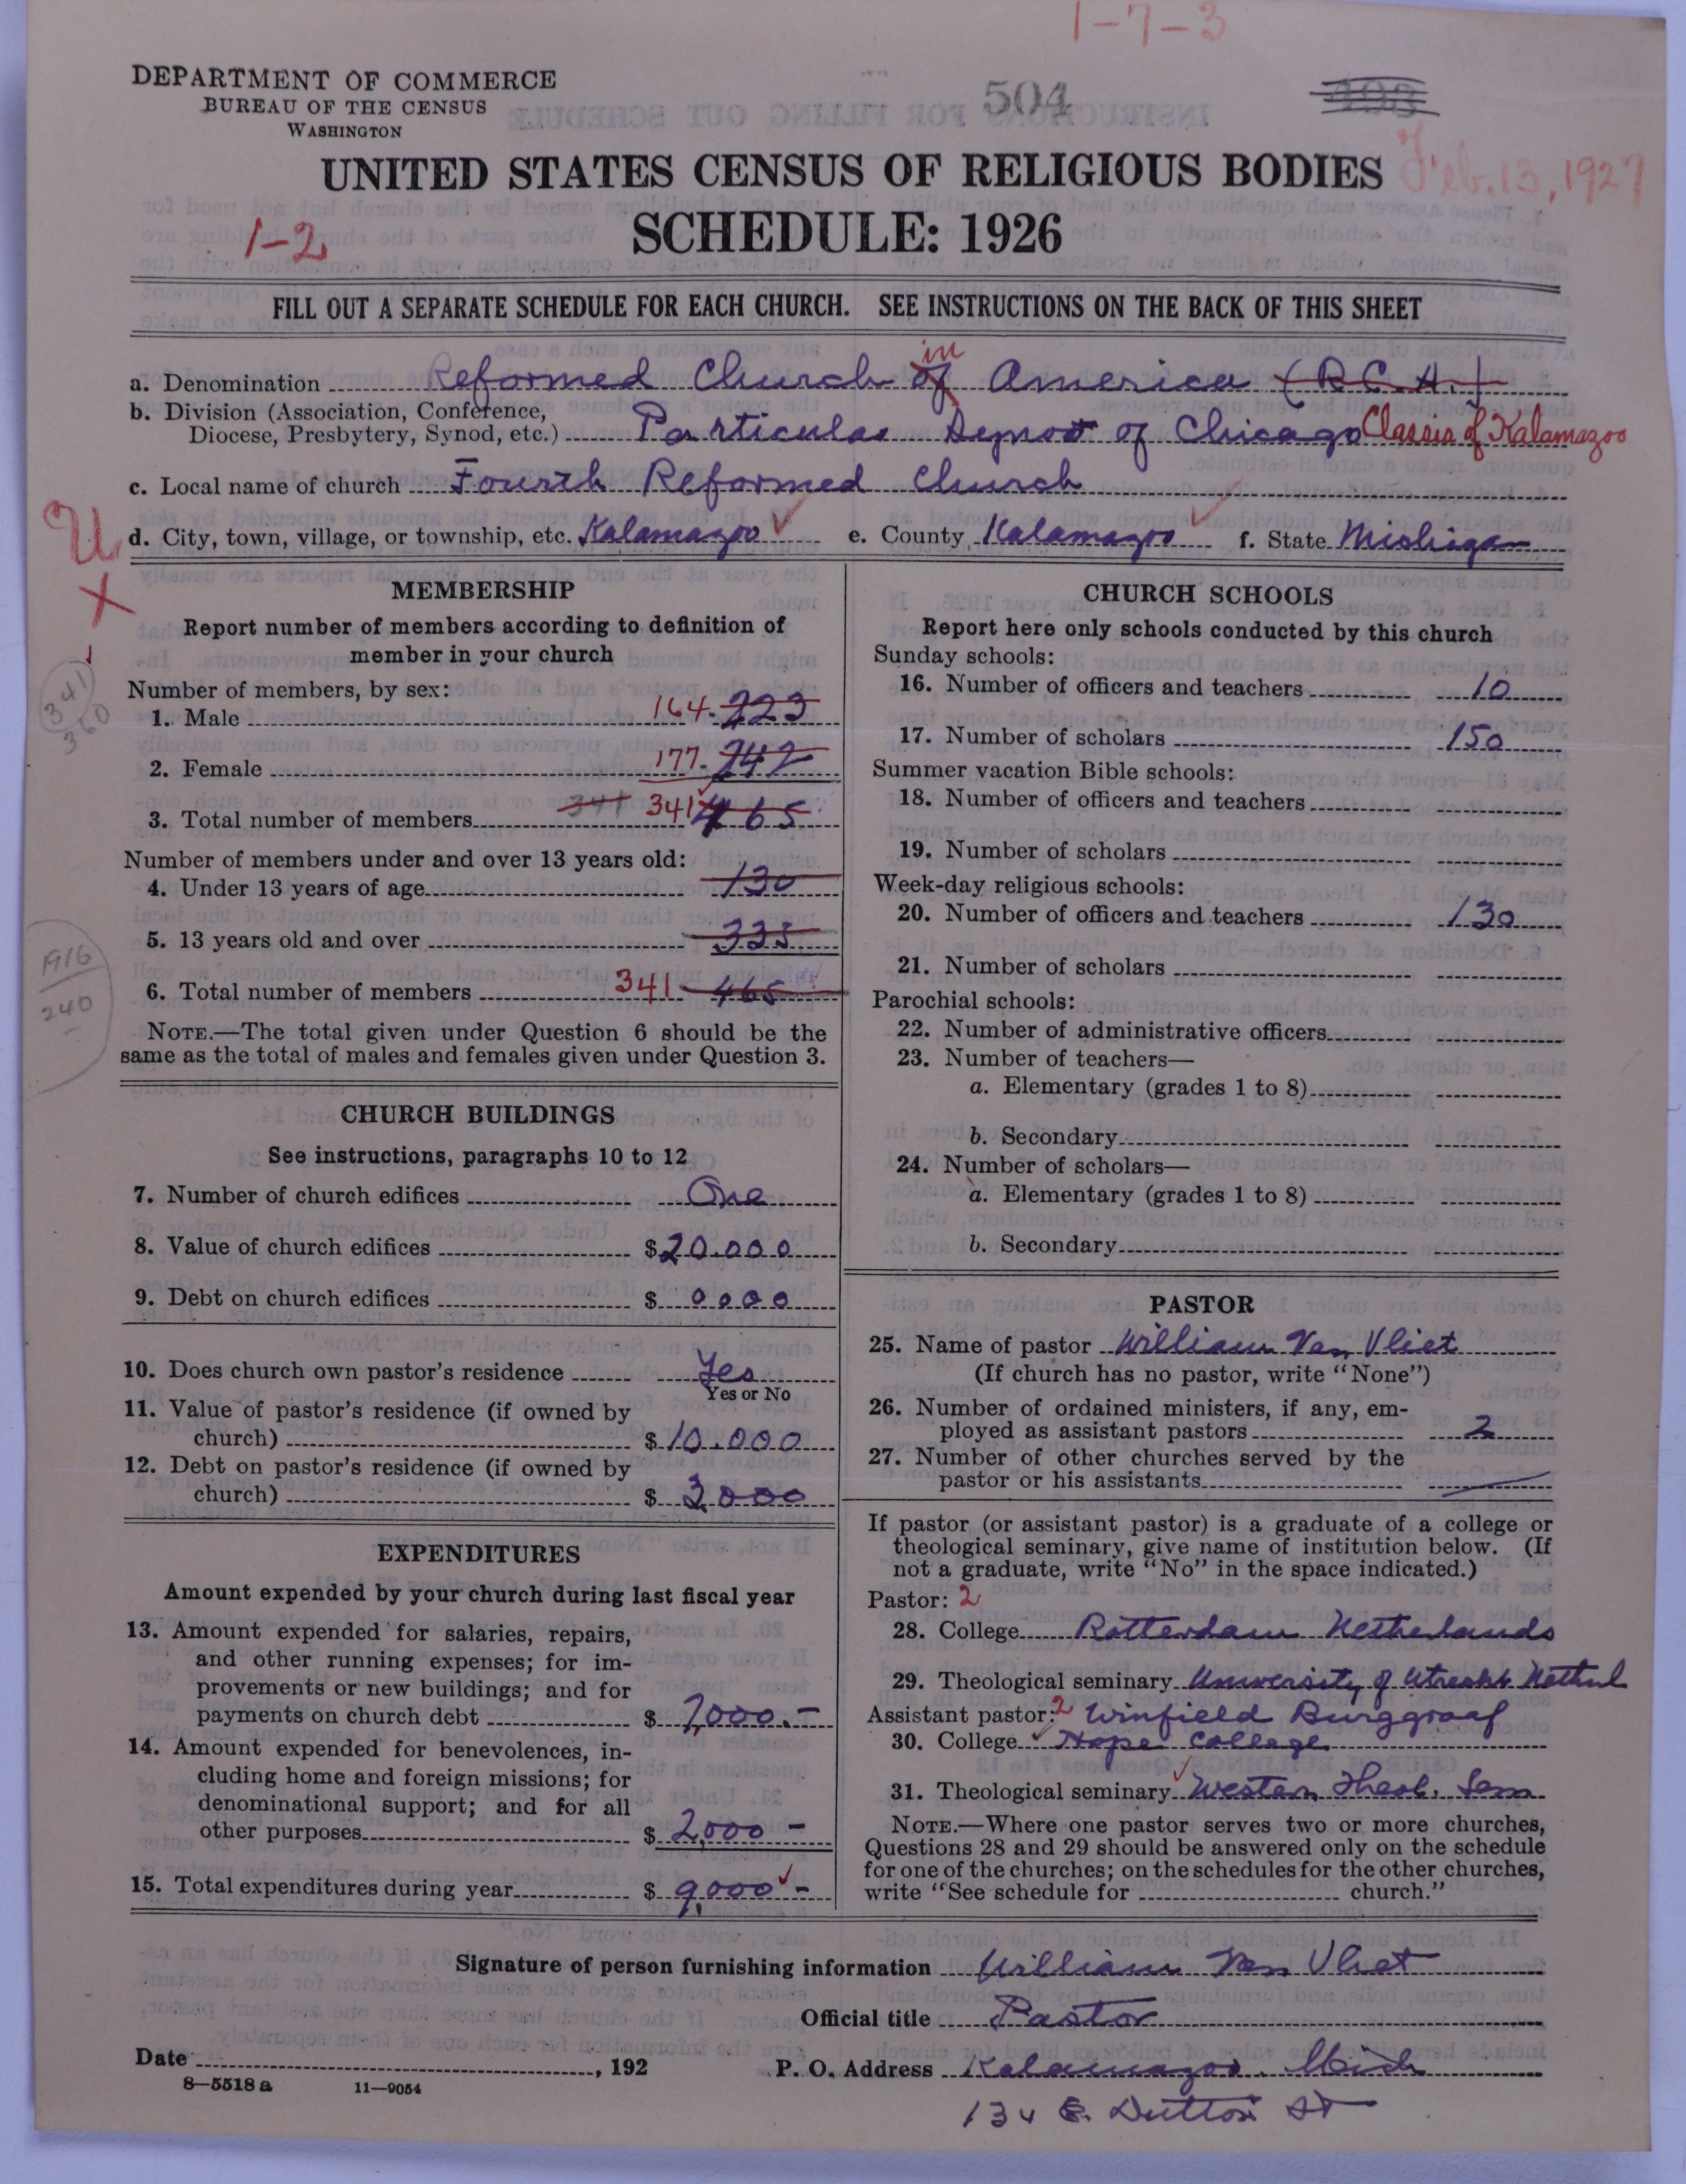 1-7-3
DEPARTMENT OF COMMERCE
BUREAU OF THE CENSUS
WASHINGTON
504
493
UNITED STATES CENSUS OF RELIGIOUS BODIES
Feb. 13, 1927
1-2
SCHEDULE: 1926
FILL OUT A SEPARATE SCHEDULE FOR EACH CHURCH. SEE INSTRUCTIONS ON THE BACK OF THIS SHEET
a. Denomination Reformed Church of in America (R.C.A.)
b. Division (Association, Conference,
Diocese, Presbytery, Synod, etc.) Particular Synod of Chicago Classis of Kalamazoo
c. Local name of church Fourth Reformed Church
U
d. City, town, village, or township, etc. Kalamazoo e. County Kalamazoo f. State Michigan
X
MEMBERSHIP
Report number of members according to definition of
member in your church
Number of members, by sex:
341
360
1. Male 164. 223
2. Female 177. 242
3. Total number of members 341 341 465
Number of members under and over 13 years old:
4. Under 13 years of age 130
5. 13 years old and over 335
1916
240
6. Total number of members 341 465
NOTE.—The total given under Question 6 should be the
same as the total of males and females given under Question 3.
CHURCH BUILDINGS
See instructions, paragraphs 10 to 12
7. Number of church edifices One
8. Value of church edifices $20.000
9. Debt on church edifices $ 0000
10. Does church own pastor's residence Yes
Yes or No
11. Value of pastor's residence (if owned by
church) $10.000
12. Debt on pastor's residence (if owned by
church) $ 3000
EXPENDITURES
Amount expended by your church during last fiscal year
13. Amount expended for salaries, repairs,
and other running expenses; for im-
provements or new buildings; and for
payments on church debt $ 7,000.-
14. Amount expended for benevolences, in-
cluding home and foreign missions; for
denominational support; and for all
other purposes $ 2,000 -
15. Total expenditures during year $ 9,000 -
CHURCH SCHOOLS
Report here only schools conducted by this church
Sunday schools:
16. Number of officers and teachers 10
17. Number of scholars 150
Summer vacation Bible schools:
18. Number of officers and teachers
19. Number of scholars
Week-day religious schools:
20. Number of officers and teachers 130
21. Number of scholars
Parochial schools:
22. Number of administrative officers
23. Number of teachers—
a. Elementary (grades 1 to 8)
b. Secondary
24. Number of scholars—
a. Elementary (grades 1 to 8)
b. Secondary
PASTOR
25. Name of pastor William Van Vliet
(If church has no pastor, write "None")
26. Number of ordained ministers, if any, em-
ployed as assistant pastors 2
27. Number of other churches served by the
pastor or his assistants —
If pastor (or assistant pastor) is a graduate of a college or
theological seminary, give name of institution below. (If
not a graduate, write "No" in the space indicated.)
Pastor: 2
28. College Rotterdam Netherlands
29. Theological seminary University of Utrecht Nethrl
Assistant pastor: 2 Winfield Burggraaf
30. College Hope College
31. Theological seminary Western Theol. Sem
NOTE.—Where one pastor serves two or more churches,
Questions 28 and 29 should be answered only on the schedule
for one of the churches; on the schedules for the other churches,
write "See schedule for church."
Signature of person furnishing information William Van Vliet
Official title Pastor
Date , 192
P. O. Address Kalamazoo. Mich
8—5518 a 11—9054
134 E. Dutton St